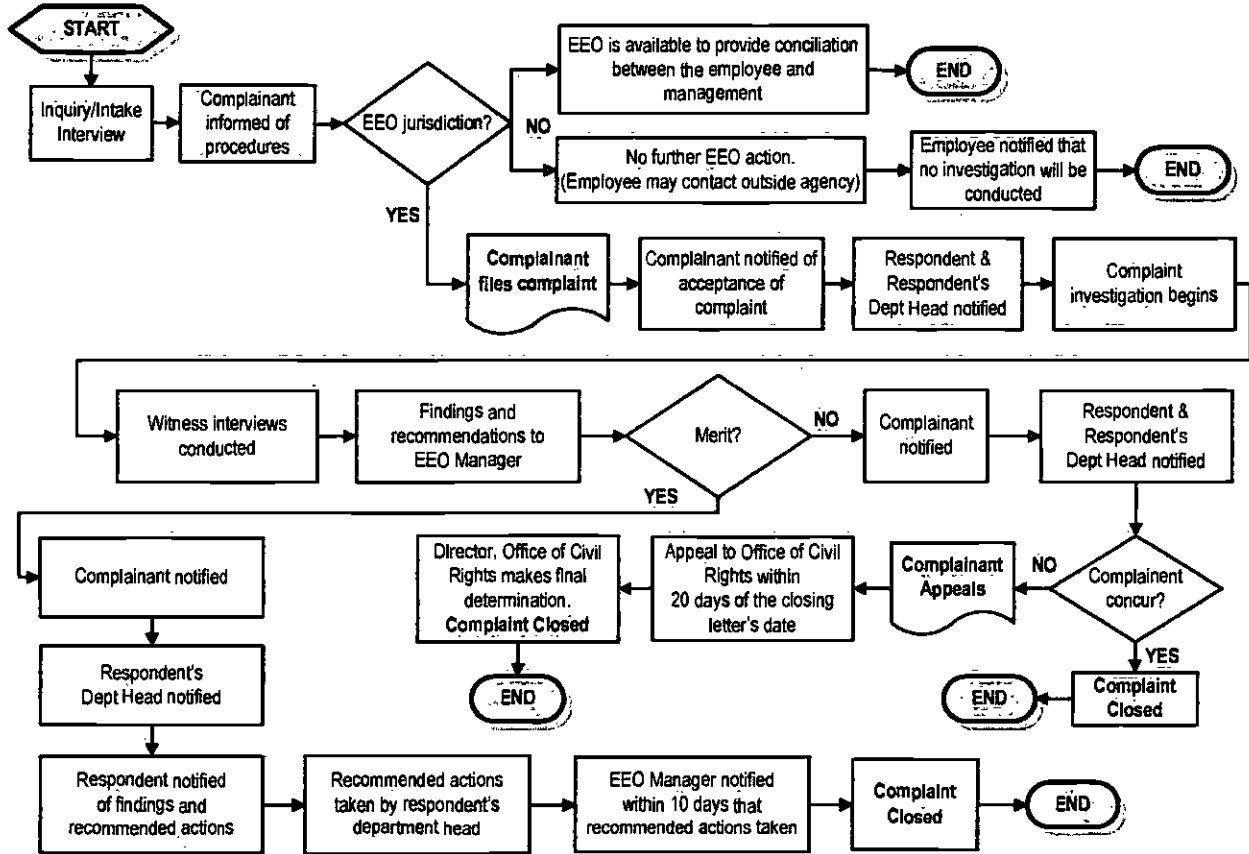 START
Inquiry/Intake
Interview
Complainant
informed of
procedures
EEO jurisdiction?
NO
EEO is available to provide conciliation
between the employee and
management
END
No further EEO action.
(Employee may contact outside agency)
Employee notified that
no investigation will be
conducted
END
YES
Complainant
files complaint
Complainant notified of
acceptance of
complaint
Respondent &
Respondent's
Dept Head notified
Complaint
investigation begins
Witness interviews
conducted
Findings and
recommendations to
EEO Manager
Merit?
NO
Complainant
notified
Respondent &
Respondent's
Dept Head notified
YES
Complainent
concur?
NO
Complainant
Appeals
Appeal to Office of Civil
Rights within
20 days of the closing
letter's date
Director, Office of Civil
Rights makes final
determination.
Complaint Closed
END
YES
Complaint
Closed
END
Complainant notified
Respondent's
Dept Head notified
Respondent notified
of findings and
recommended actions
Recommended actions
taken by respondent's
department head
EEO Manager notified
within 10 days that
recommended actions taken
Complaint
Closed
END